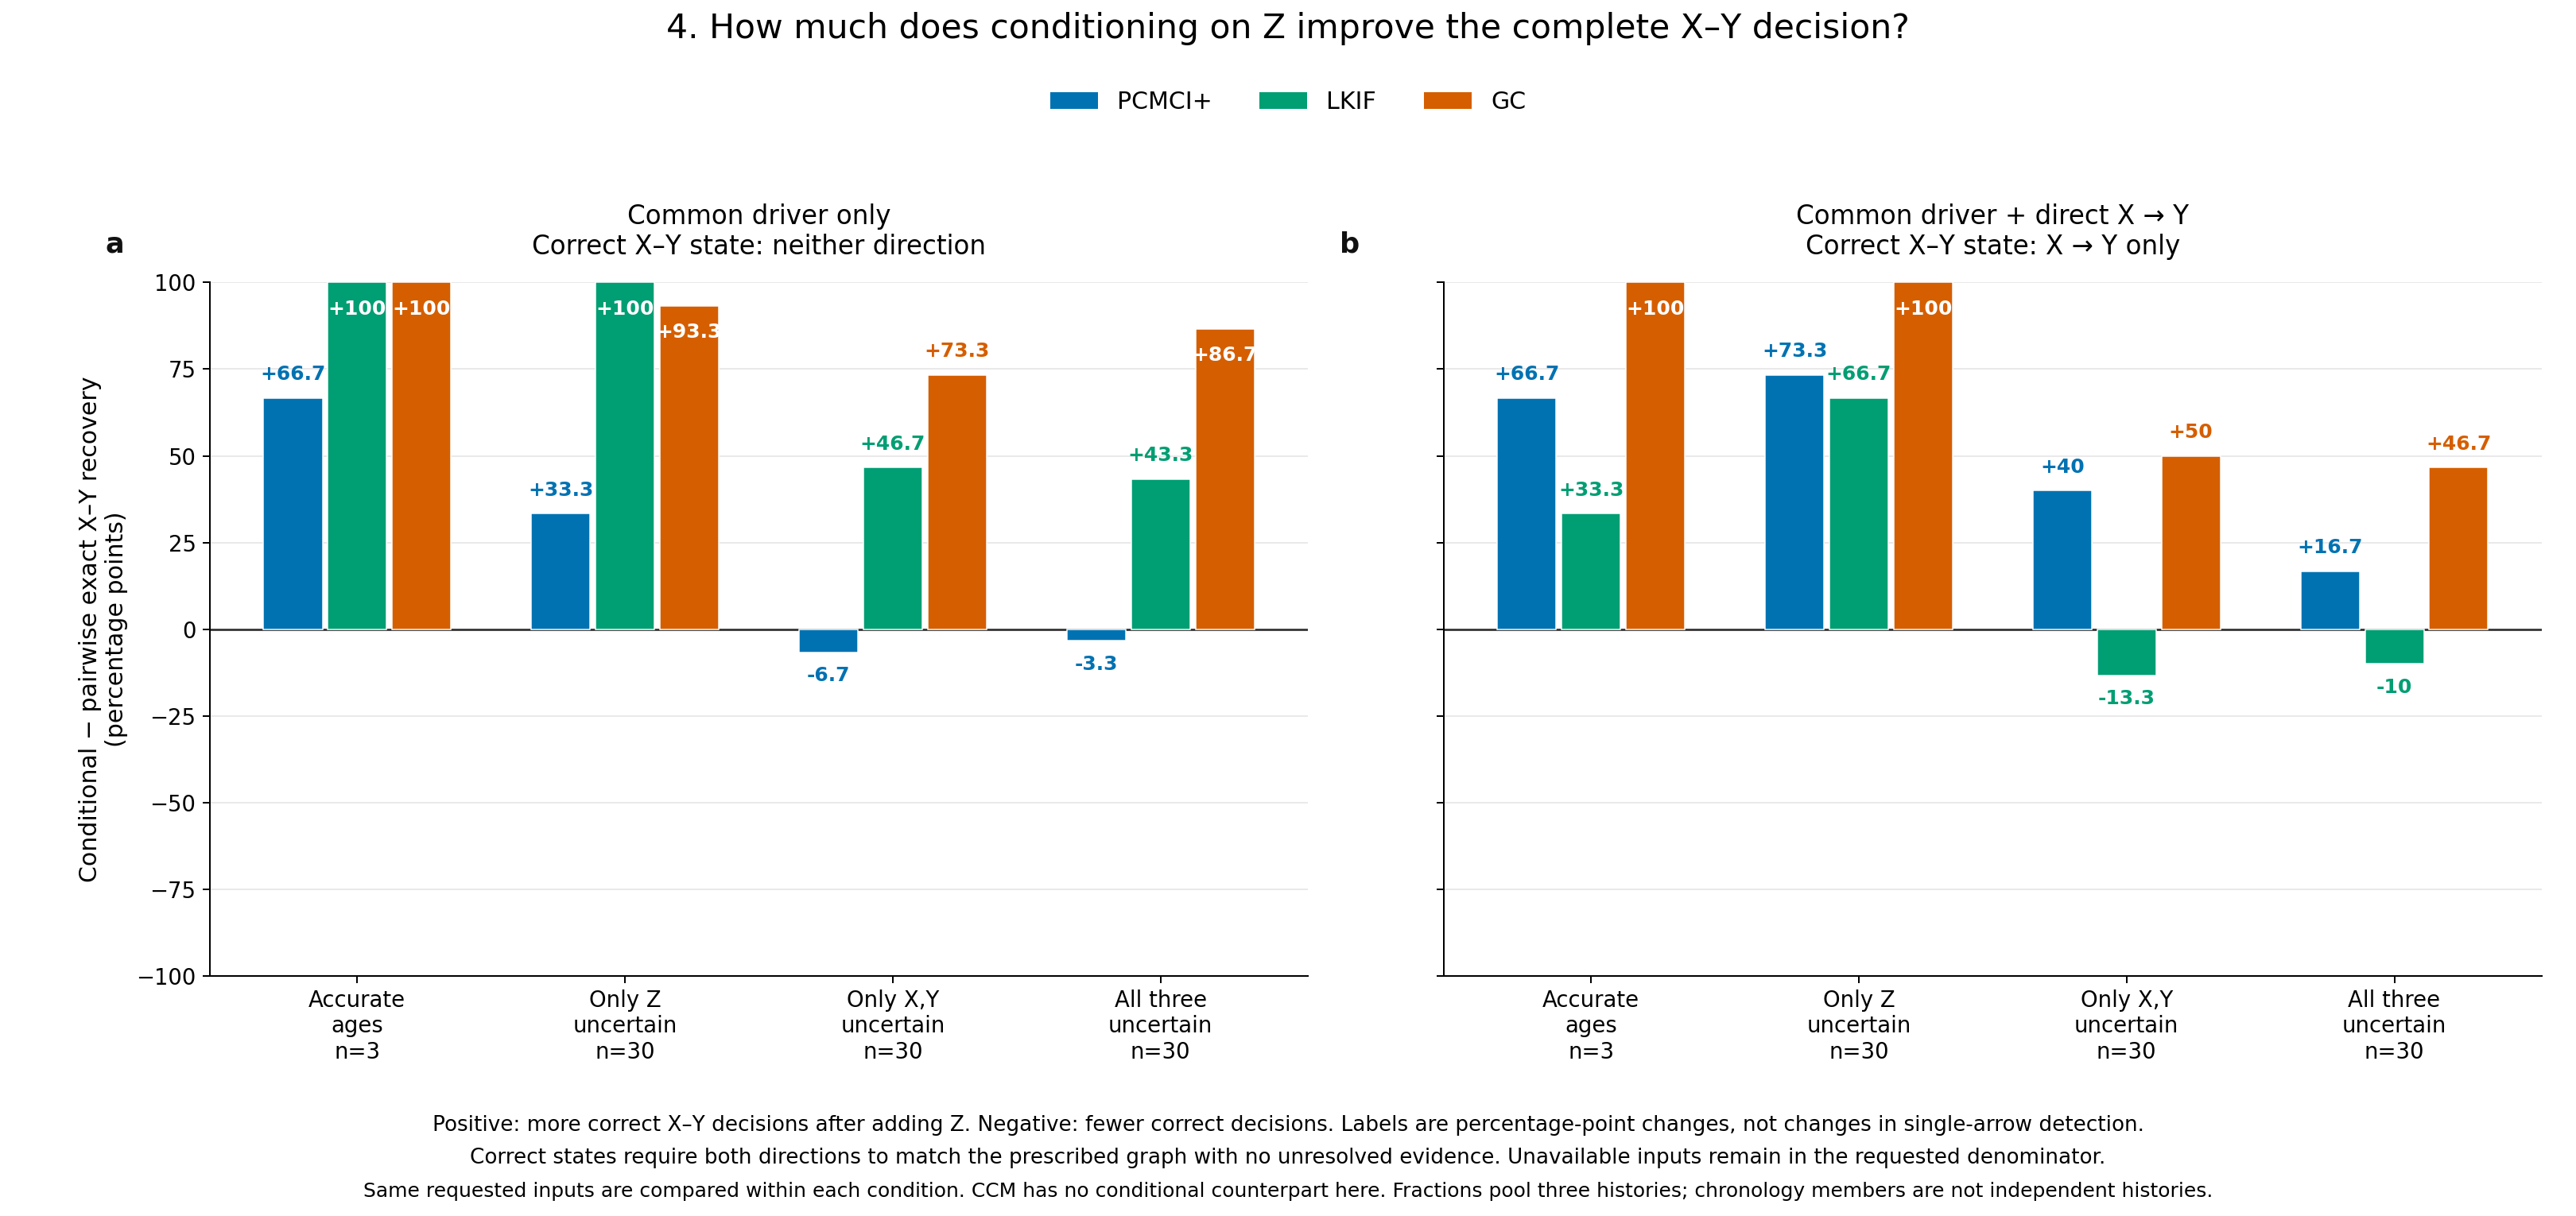 4. How much does conditioning on Z improve the complete X–Y decision?
PCMCI+ LKIF GC
a
Common driver only
Correct X–Y state: neither direction
Conditional − pairwise exact X–Y recovery
(percentage points)
100
75
50
25
0
−25
−50
−75
−100
+66.7 +100 +100
+33.3 +100 +93.3
-6.7 +46.7 +73.3
-3.3 +43.3 +86.7
Accurate
ages
n=3
Only Z
uncertain
n=30
Only X,Y
uncertain
n=30
All three
uncertain
n=30
b
Common driver + direct X → Y
Correct X–Y state: X → Y only
+66.7 +33.3 +100
+73.3 +66.7 +100
+40 -13.3 +50
+16.7 -10 +46.7
Accurate
ages
n=3
Only Z
uncertain
n=30
Only X,Y
uncertain
n=30
All three
uncertain
n=30
Positive: more correct X–Y decisions after adding Z. Negative: fewer correct decisions. Labels are percentage-point changes, not changes in single-arrow detection.
Correct states require both directions to match the prescribed graph with no unresolved evidence. Unavailable inputs remain in the requested denominator.
Same requested inputs are compared within each condition. CCM has no conditional counterpart here. Fractions pool three histories; chronology members are not independent histories.